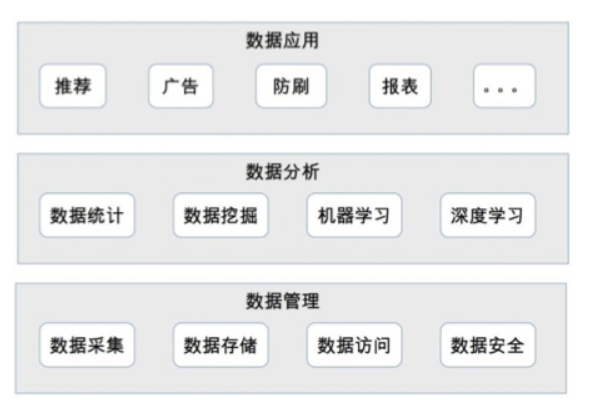 数据应用
推荐 广告 防刷 报表 。。。
数据分析
数据统计 数据挖掘 机器学习 深度学习
数据管理
数据采集 数据存储 数据访问 数据安全